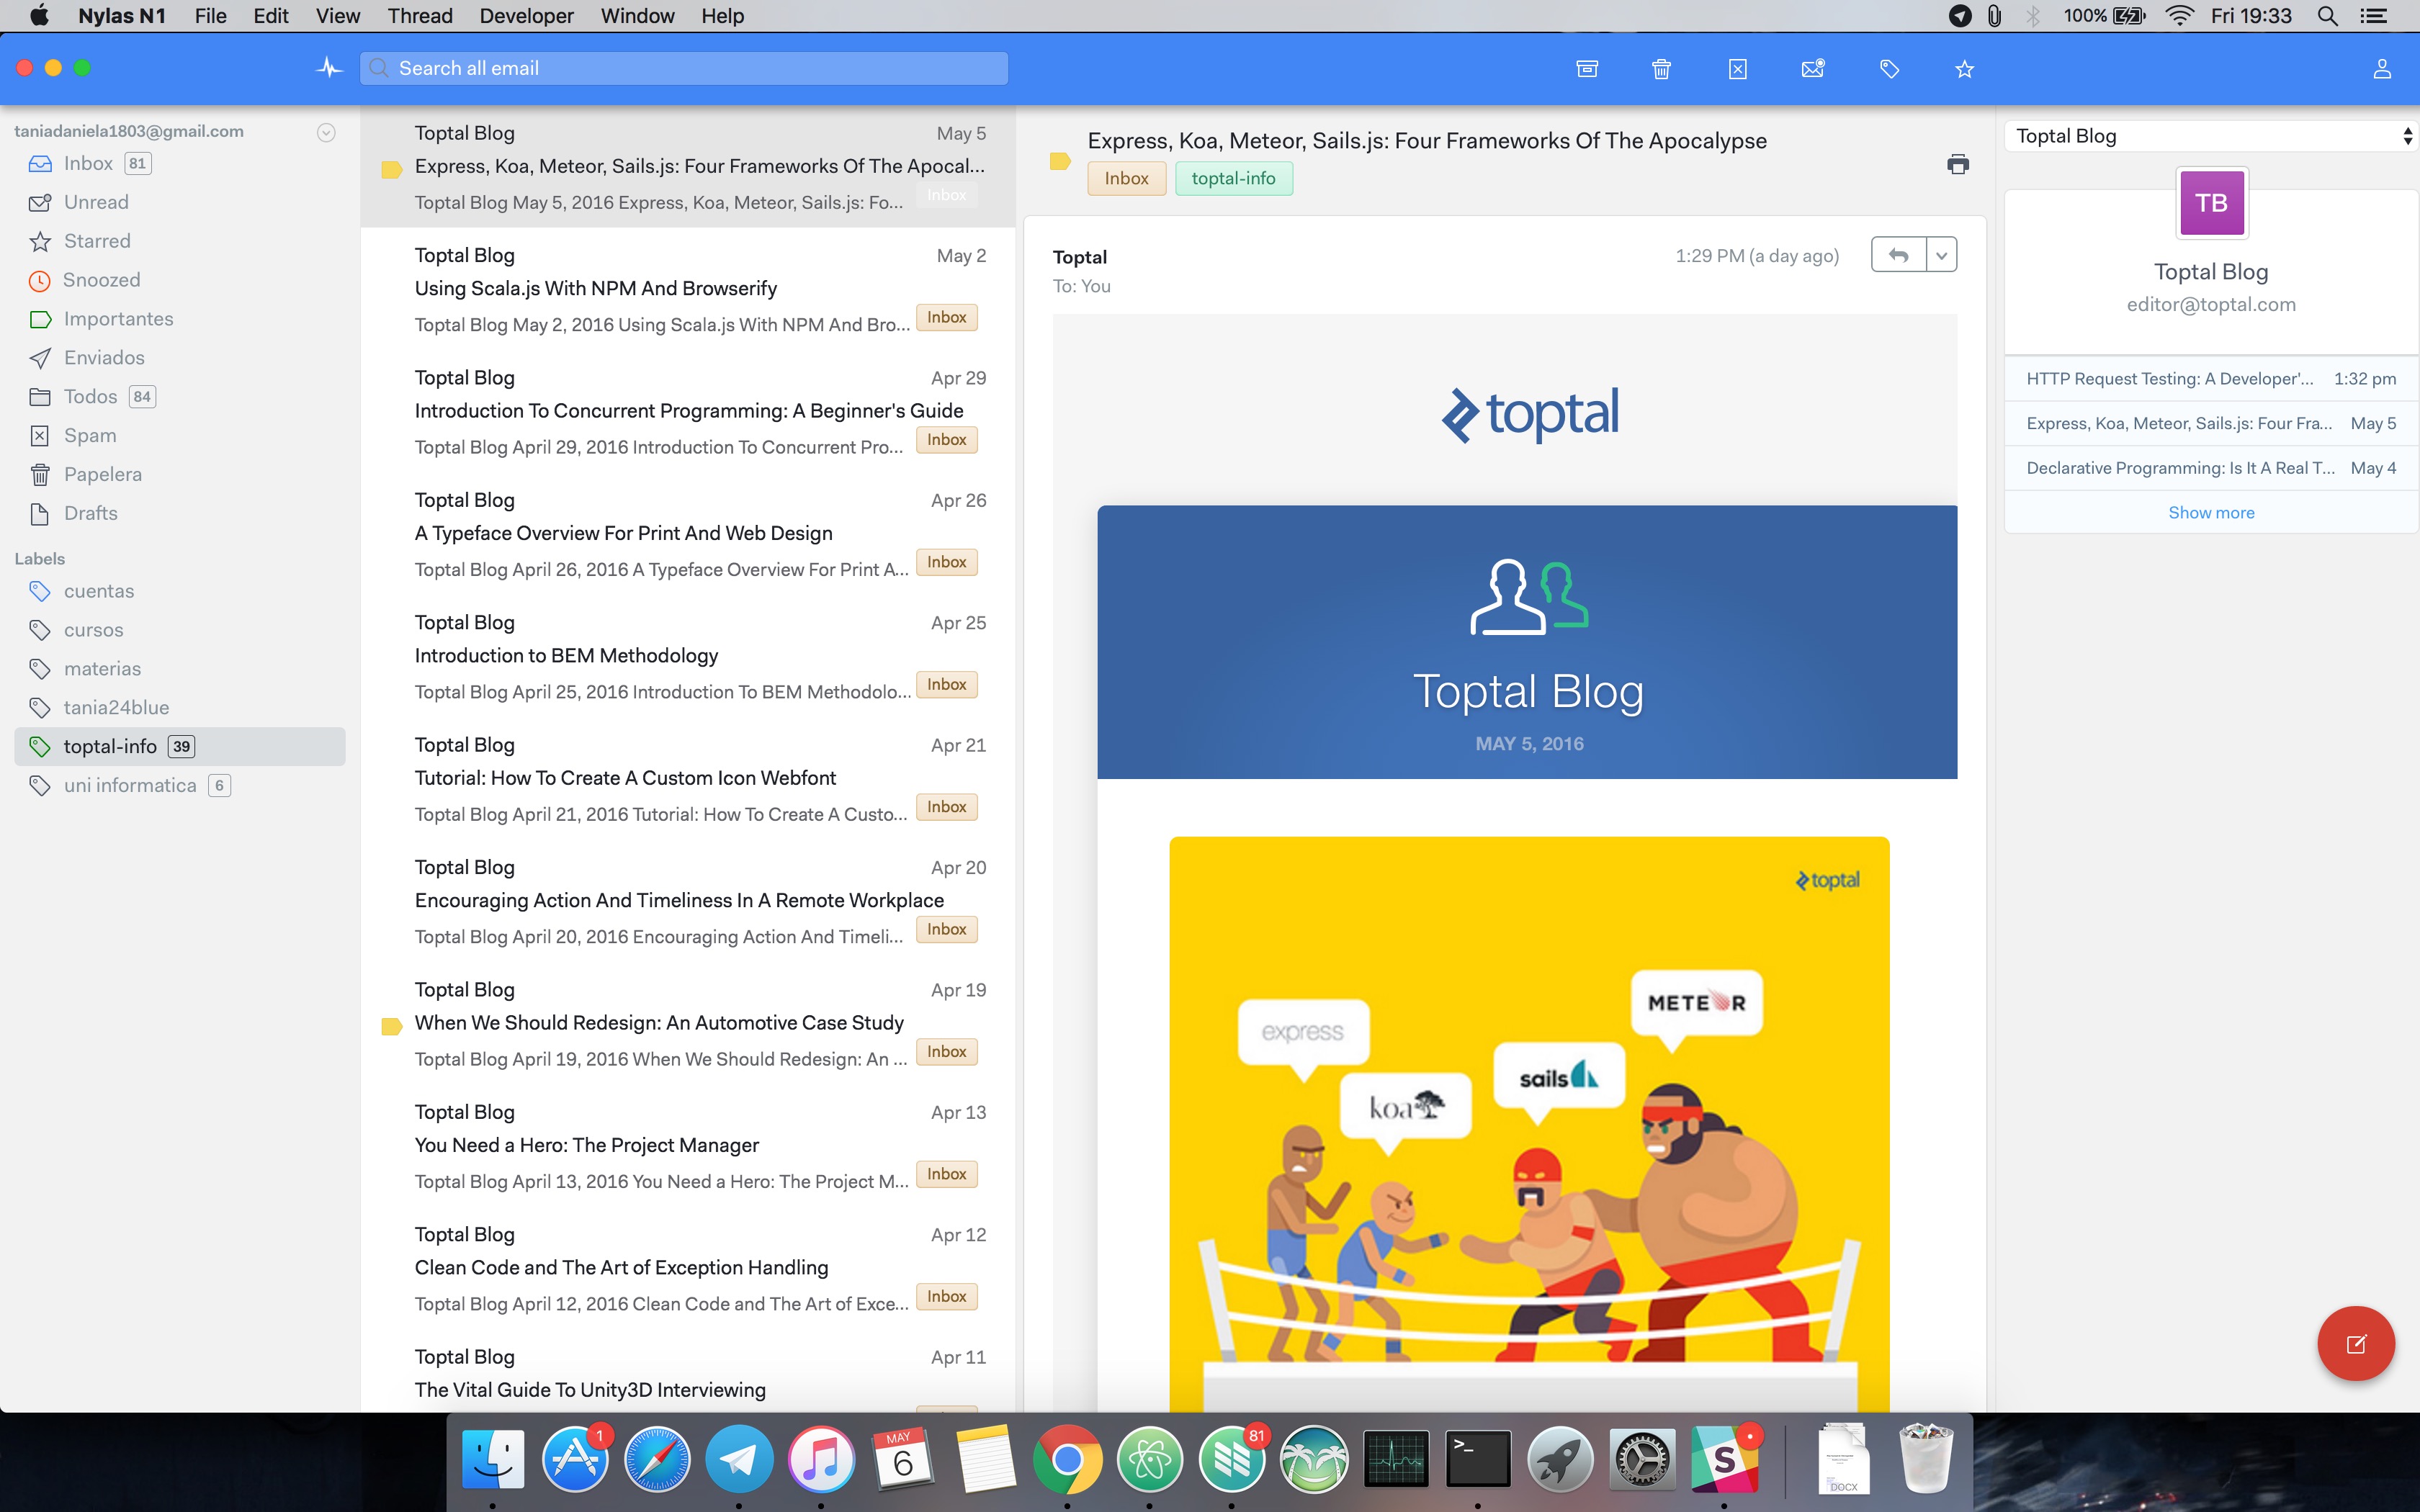 Nylas N1 File Edit View Thread Developer Window Help 100% Fri 19:33
Search all email
taniadaniela1803@gmail.com
Inbox 81
Unread
Starred
Snoozed
Importantes
Enviados
Todos 84
Spam
Papelera
Drafts
Labels
cuentas
cursos
materias
tania24blue
toptal-info 39
uni informatica 6
Toptal Blog May 5
Express, Koa, Meteor, Sails.js: Four Frameworks Of The Apocal...
Toptal Blog May 5, 2016 Express, Koa, Meteor, Sails.js: Fo... Inbox
Toptal Blog May 2
Using Scala.js With NPM And Browserify
Toptal Blog May 2, 2016 Using Scala.js With NPM And Bro... Inbox
Toptal Blog Apr 29
Introduction To Concurrent Programming: A Beginner's Guide
Toptal Blog April 29, 2016 Introduction To Concurrent Pro... Inbox
Toptal Blog Apr 26
A Typeface Overview For Print And Web Design
Toptal Blog April 26, 2016 A Typeface Overview For Print A... Inbox
Toptal Blog Apr 25
Introduction to BEM Methodology
Toptal Blog April 25, 2016 Introduction To BEM Methodolo... Inbox
Toptal Blog Apr 21
Tutorial: How To Create A Custom Icon Webfont
Toptal Blog April 21, 2016 Tutorial: How To Create A Custo... Inbox
Toptal Blog Apr 20
Encouraging Action And Timeliness In A Remote Workplace
Toptal Blog April 20, 2016 Encouraging Action And Timeli... Inbox
Toptal Blog Apr 19
When We Should Redesign: An Automotive Case Study
Toptal Blog April 19, 2016 When We Should Redesign: An ... Inbox
Toptal Blog Apr 13
You Need a Hero: The Project Manager
Toptal Blog April 13, 2016 You Need a Hero: The Project M... Inbox
Toptal Blog Apr 12
Clean Code and The Art of Exception Handling
Toptal Blog April 12, 2016 Clean Code and The Art of Exce... Inbox
Toptal Blog Apr 11
The Vital Guide To Unity3D Interviewing
Express, Koa, Meteor, Sails.js: Four Frameworks Of The Apocalypse
Inbox toptal-info
Toptal 1:29 PM (a day ago)
To: You
toptal
Toptal Blog
MAY 5, 2016
toptal
METEOR
express
sails
koa
Toptal Blog
TB
Toptal Blog
editor@toptal.com
HTTP Request Testing: A Developer'... 1:32 pm
Express, Koa, Meteor, Sails.js: Four Fra... May 5
Declarative Programming: Is It A Real T... May 4
Show more
1
MAY
6
81
>_
S
DOCX